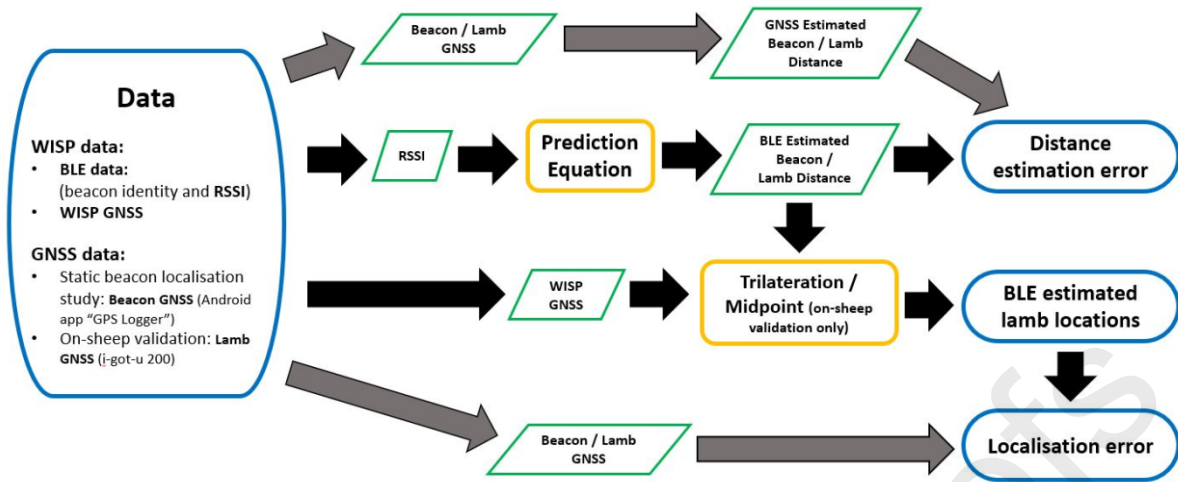 Data
WISP data:
• BLE data:
(beacon identity and RSSI)
• WISP GNSS
GNSS data:
• Static beacon localisation
study: Beacon GNSS (Android
app “GPS Logger”)
• On-sheep validation: Lamb
GNSS (i-got-u 200)
Beacon / Lamb
GNSS
GNSS Estimated
Beacon / Lamb
Distance
RSSI
Prediction
Equation
BLE Estimated
Beacon /
Lamb Distance
Distance
estimation error
WISP
GNSS
Trilateration /
Midpoint (on-sheep
validation only)
BLE estimated
lamb locations
Beacon / Lamb
GNSS
Localisation error